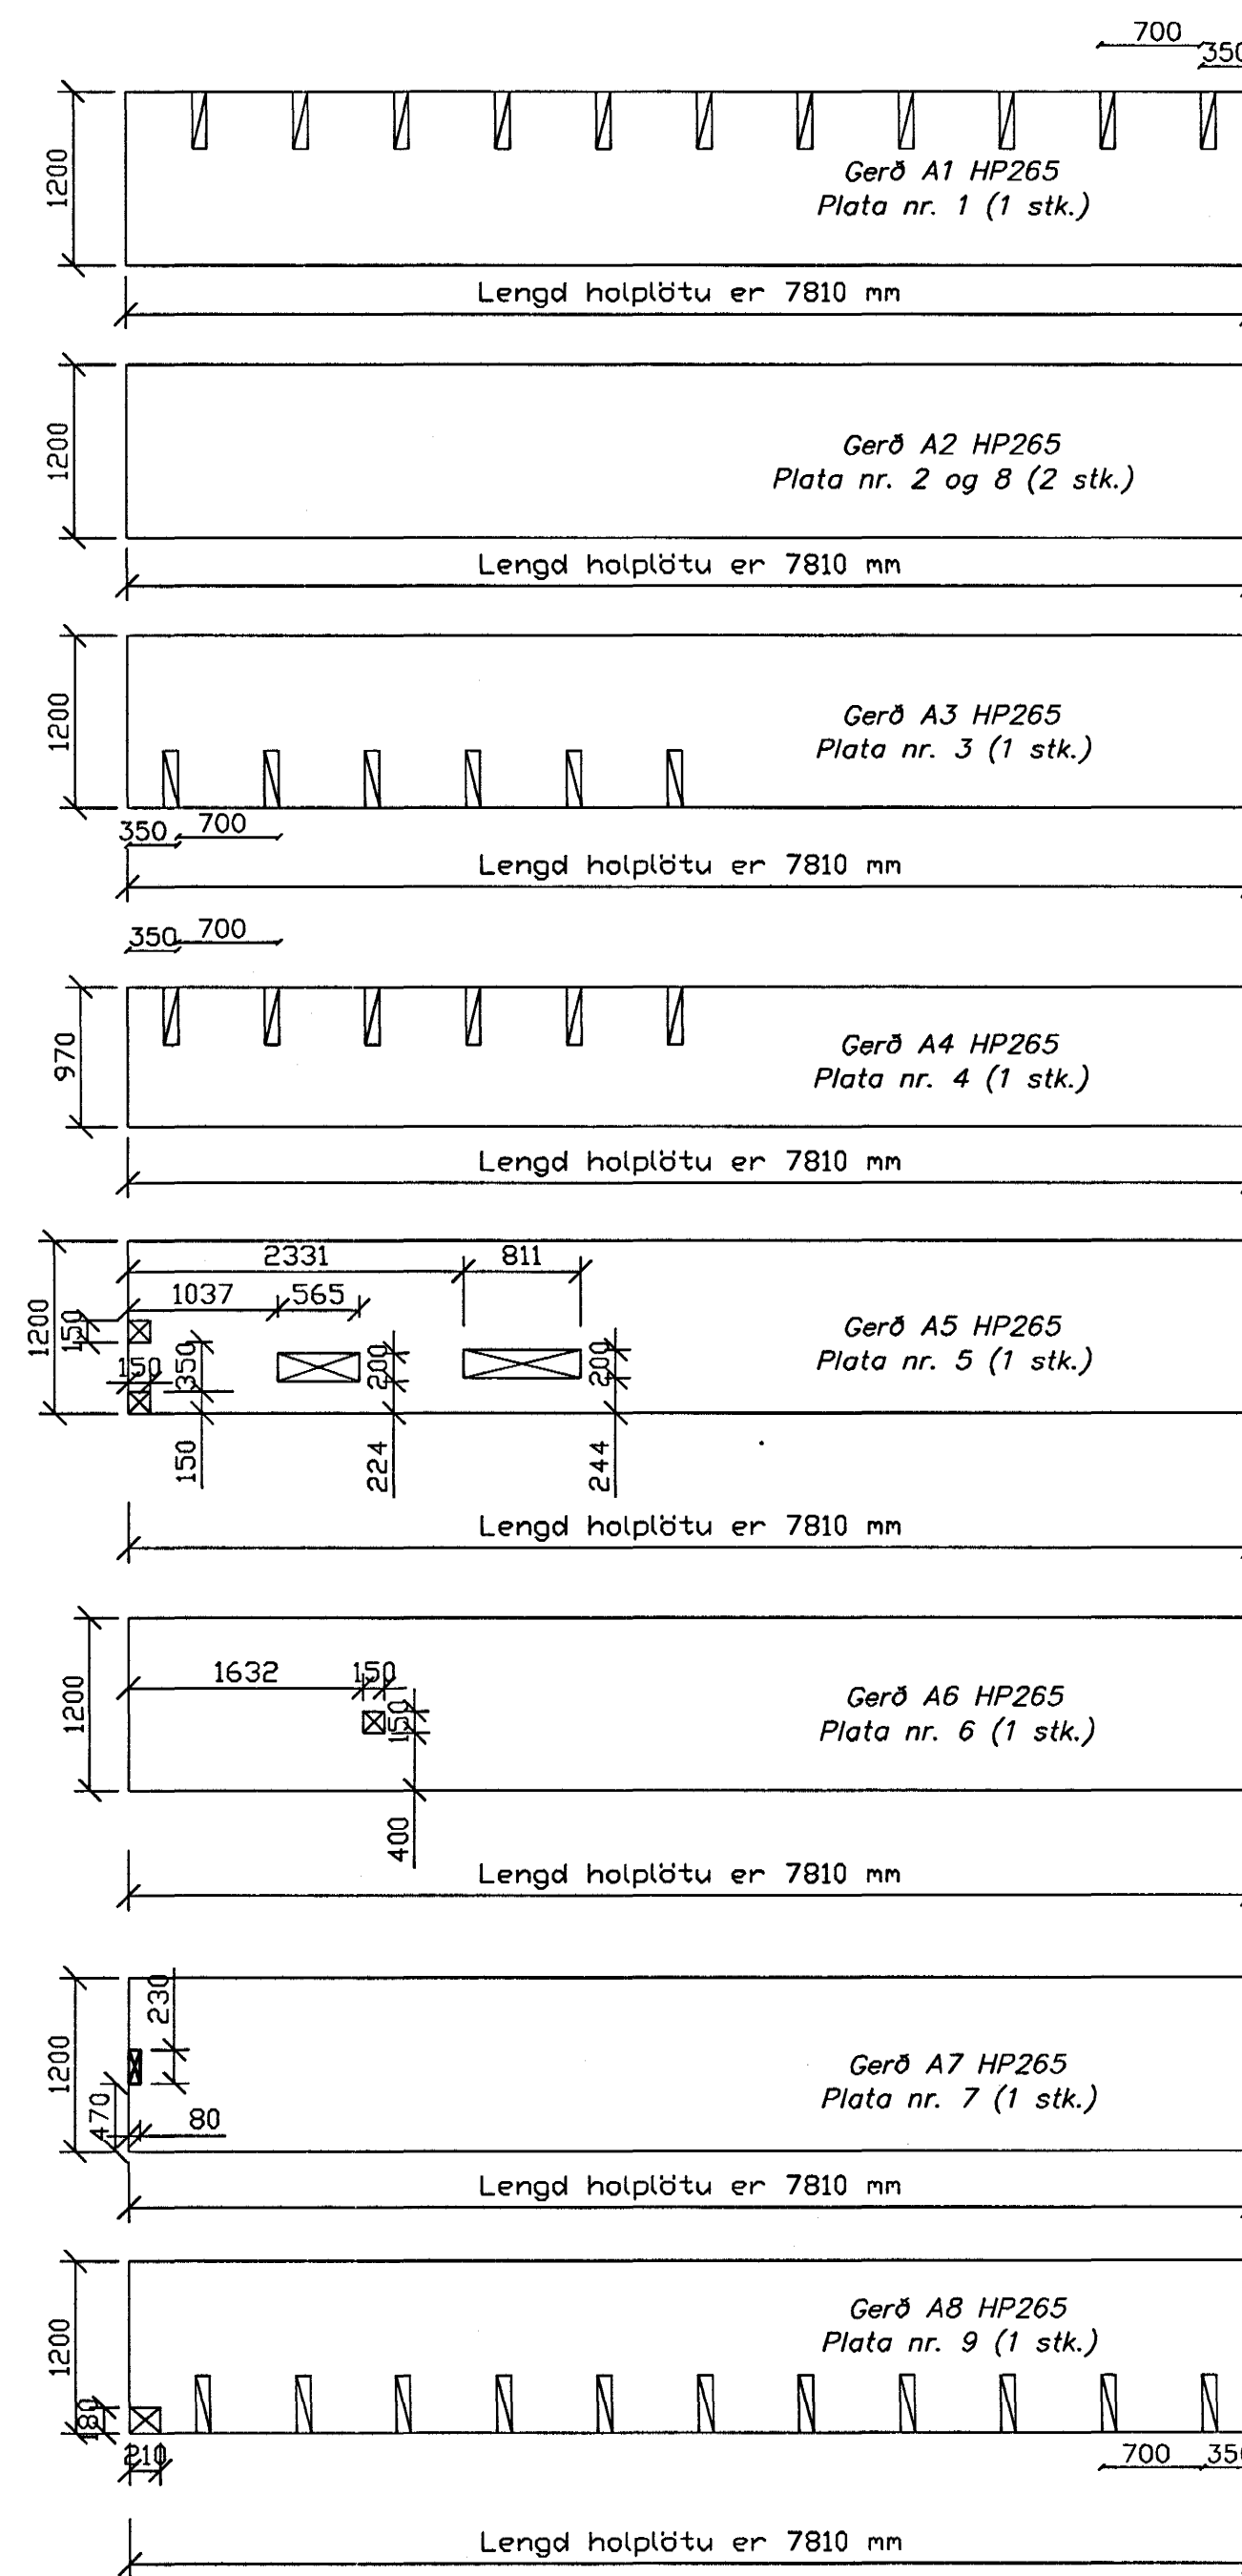 700
350
1200
Gerð A1 HP265
Plata nr. 1 (1 stk.)
Lengd holplötu er 7810 mm
1200
Gerð A2 HP265
Plata nr. 2 og 8 (2 stk.)
Lengd holplötu er 7810 mm
1200
Gerð A3 HP265
Plata nr. 3 (1 stk.)
350 700
Lengd holplötu er 7810 mm
350 700
970
Gerð A4 HP265
Plata nr. 4 (1 stk.)
Lengd holplötu er 7810 mm
2331 811
1037 565
1200
150
150
350
200
200
Gerð A5 HP265
Plata nr. 5 (1 stk.)
150
224
244
Lengd holplötu er 7810 mm
1632 150
1200
150
Gerð A6 HP265
Plata nr. 6 (1 stk.)
400
Lengd holplötu er 7810 mm
230
1200
Gerð A7 HP265
Plata nr. 7 (1 stk.)
470
80
Lengd holplötu er 7810 mm
1200
Gerð A8 HP265
Plata nr. 9 (1 stk.)
180
210
700 350
Lengd holplötu er 7810 mm